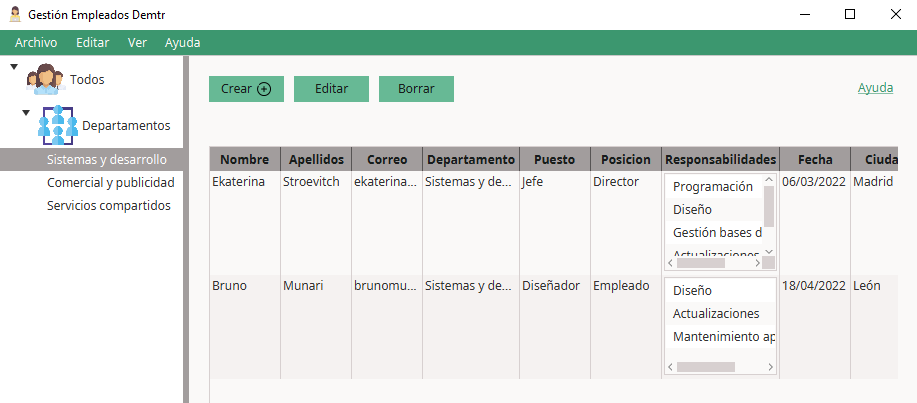 Gestión Empleados Demtr
Archivo Editar Ver Ayuda
Todos
Departamentos
Sistemas y desarrollo
Comercial y publicidad
Servicios compartidos
Crear Editar Borrar Ayuda
Nombre Apellidos Correo Departamento Puesto Posicion Responsabilidades Fecha Ciuda
Ekaterina Stroevitch ekaterina... Sistemas y de... Jefe Director Programación 06/03/2022 Madrid
Diseño
Gestión bases d
Actualizaciones
Bruno Munari brunomu... Sistemas y de... Diseñador Empleado Diseño 18/04/2022 León
Actualizaciones
Mantenimiento ap